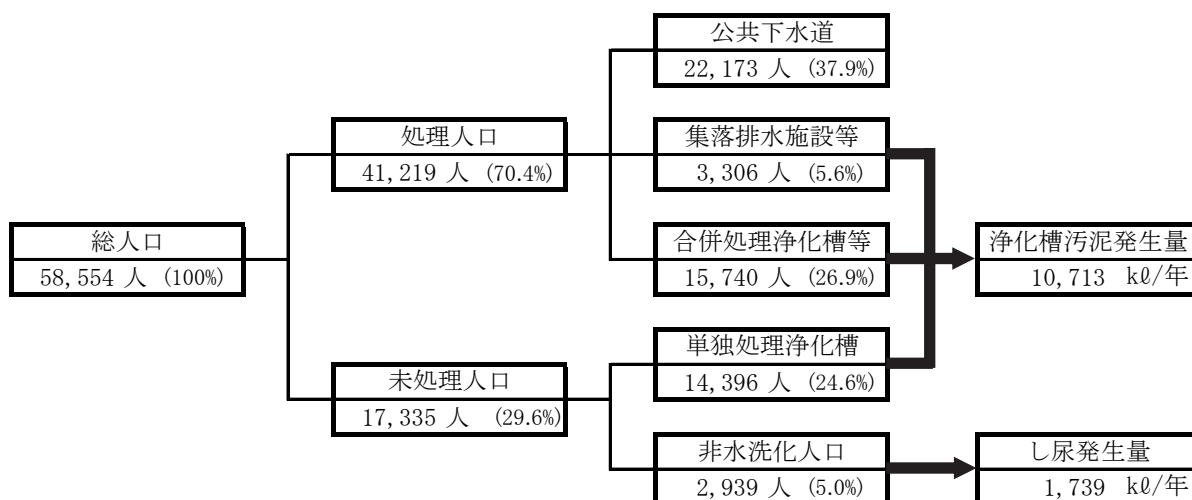 公共下水道
22,173 人 (37.9%)
処理人口
41,219 人 (70.4%)
集落排水施設等
3,306 人 (5.6%)
総人口
58,554 人 (100%)
合併処理浄化槽等
15,740 人 (26.9%)
浄化槽汚泥発生量
10,713 kℓ/年
単独処理浄化槽
14,396 人 (24.6%)
未処理人口
17,335 人 (29.6%)
非水洗化人口
2,939 人 (5.0%)
し尿発生量
1,739 kℓ/年